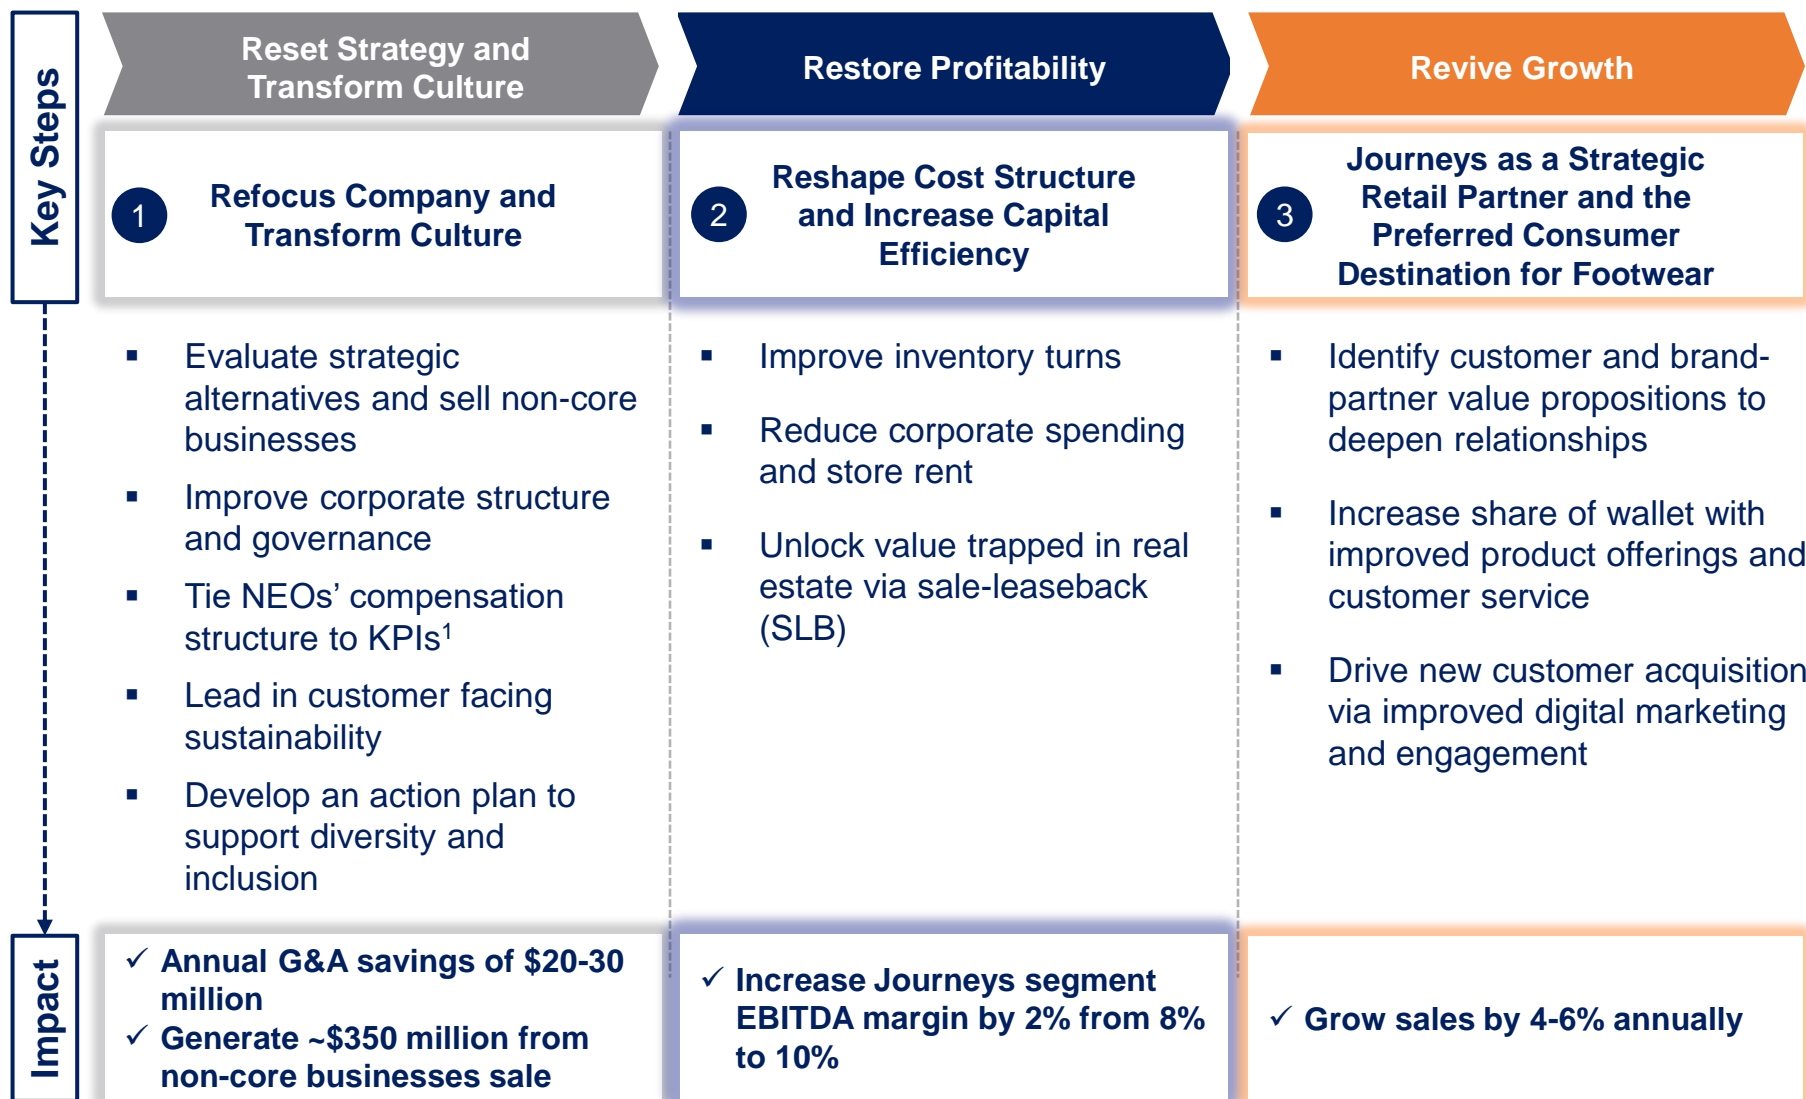 Key Steps
Reset Strategy and
Transform Culture
Restore Profitability
Revive Growth
1
Refocus Company and
Transform Culture
2
Reshape Cost Structure
and Increase Capital
Efficiency
3
Journeys as a Strategic
Retail Partner and the
Preferred Consumer
Destination for Footwear
▪ Evaluate strategic
alternatives and sell non-core
businesses
▪ Improve corporate structure
and governance
▪ Tie NEOs’ compensation
structure to KPIs¹
▪ Lead in customer facing
sustainability
▪ Develop an action plan to
support diversity and
inclusion
▪ Improve inventory turns
▪ Reduce corporate spending
and store rent
▪ Unlock value trapped in real
estate via sale-leaseback
(SLB)
▪ Identify customer and brand-
partner value propositions to
deepen relationships
▪ Increase share of wallet with
improved product offerings and
customer service
▪ Drive new customer acquisition
via improved digital marketing
and engagement
Impact
✓ Annual G&A savings of $20-30
million
✓ Generate ~$350 million from
non-core businesses sale
✓ Increase Journeys segment
EBITDA margin by 2% from 8%
to 10%
✓ Grow sales by 4-6% annually